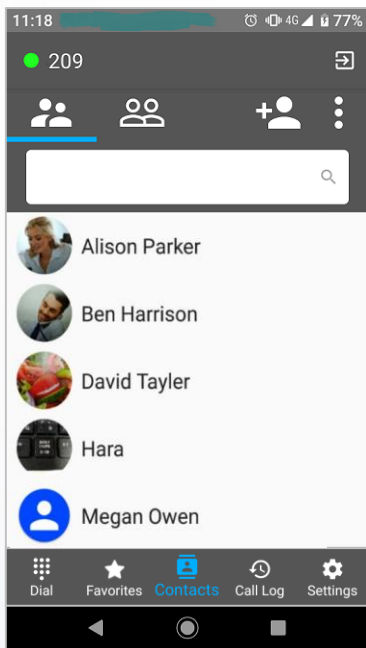 11:18 4G 77%
209
Alison Parker
Ben Harrison
David Tayler
Hara
Megan Owen
Dial Favorites Contacts Call Log Settings